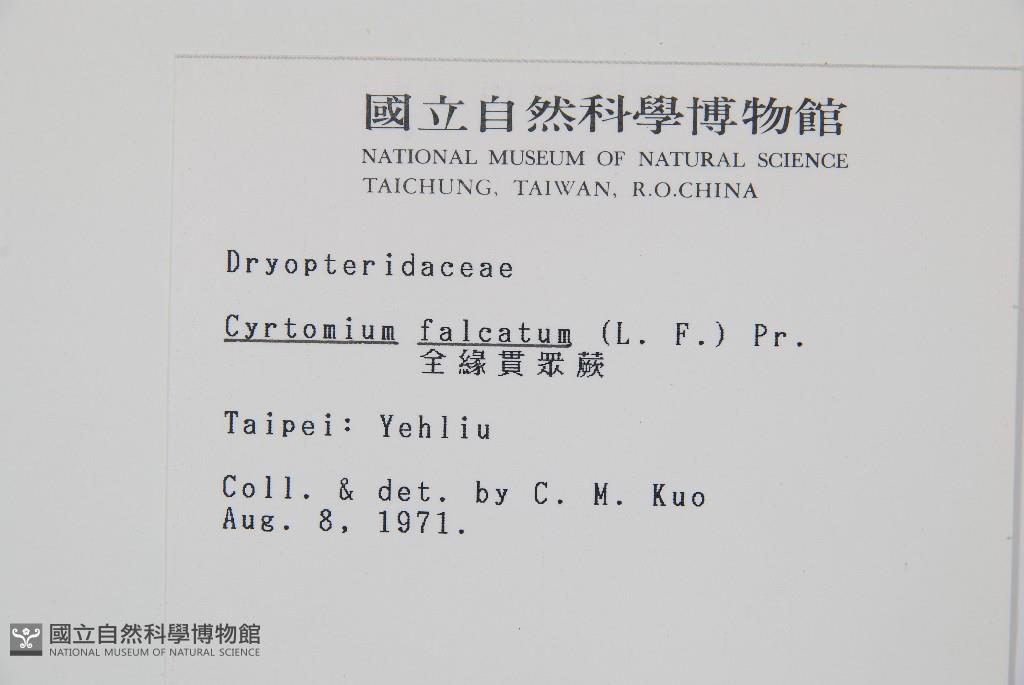 國立自然科學博物館
NATIONAL MUSEUM OF NATURAL SCIENCE
TAICHUNG, TAIWAN, R.O.CHINA
Dryopteridaceae
Cyrtomium falcatum (L. F.) Pr.
全緣貫眾蕨
Taipei: Yehliu
Coll. & det. by C. M. Kuo
Aug. 8, 1971.
國立自然科學博物館
NATIONAL MUSEUM OF NATURAL SCIENCE